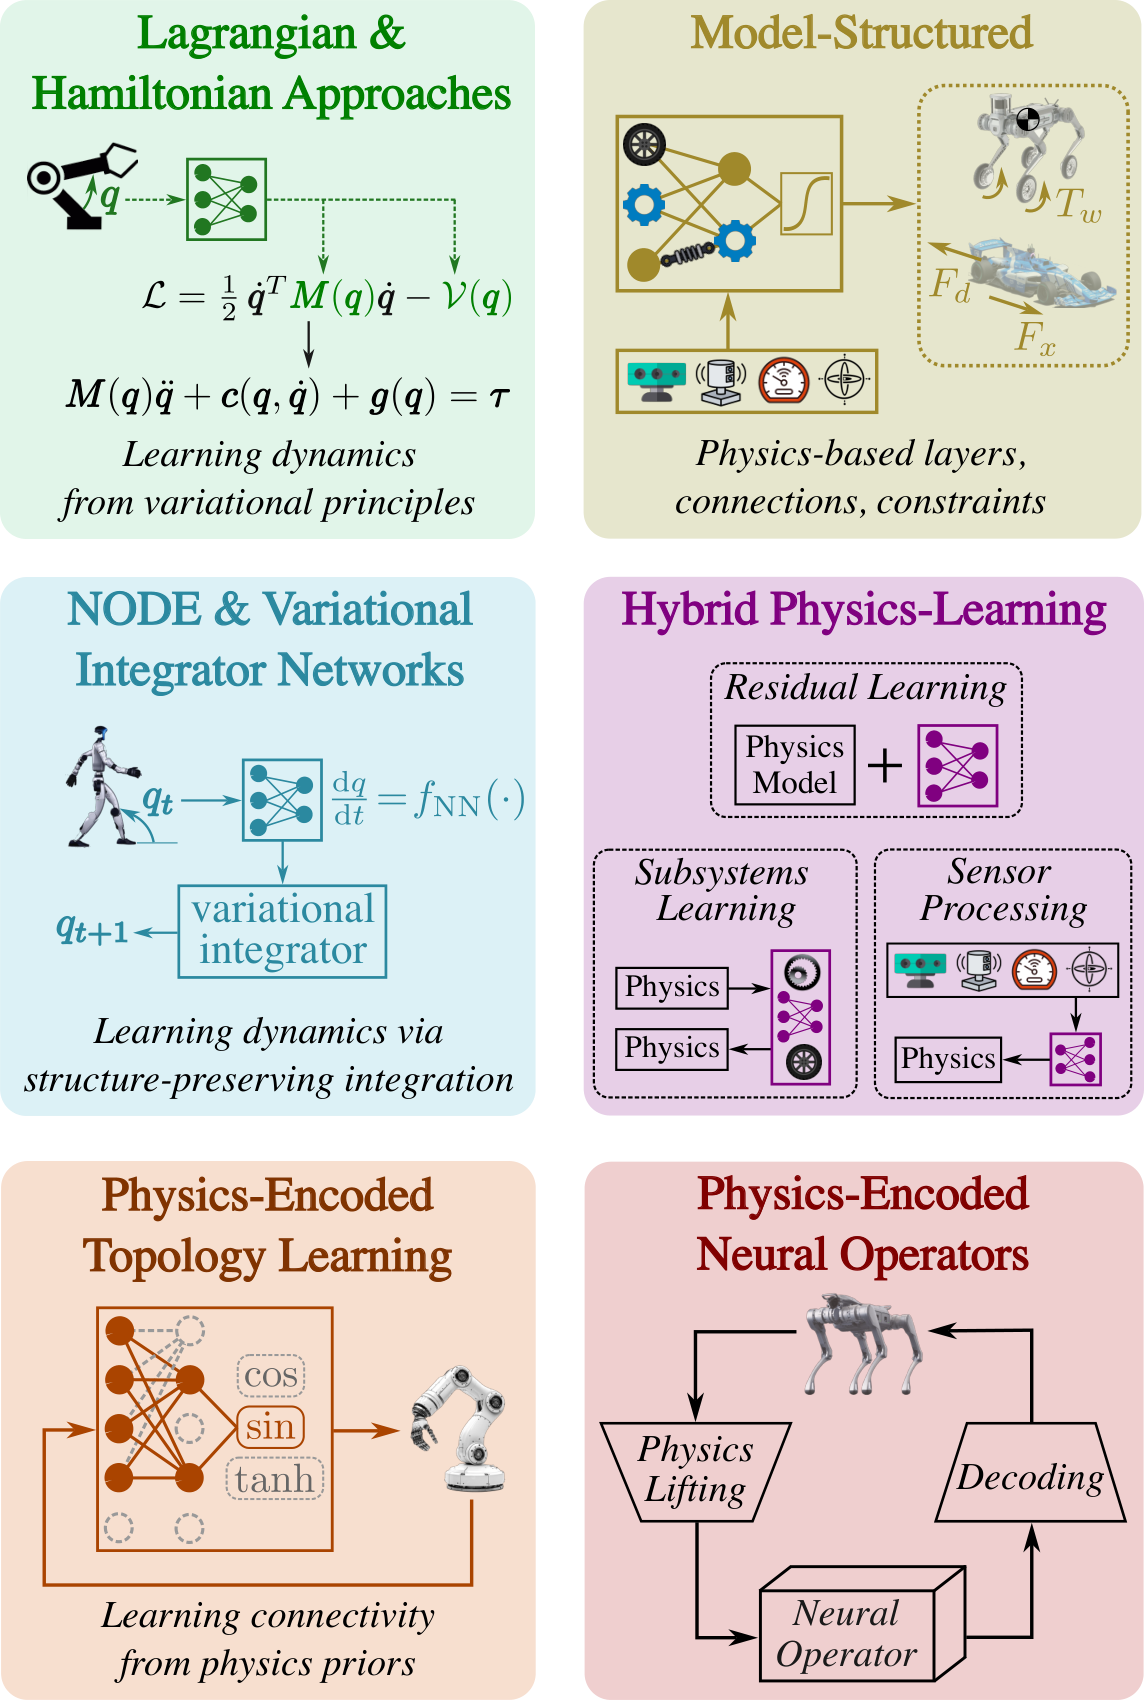 Lagrangian &
Hamiltonian Approaches
q
ℒ = ½ q̇ᵀ M(q)q̇ − 𝒱(q)
M(q)q̈ + c(q, q̇) + g(q) = τ
Learning dynamics
from variational principles
Model-Structured
T_w
F_d
F_x
Physics-based layers,
connections, constraints
NODE & Variational
Integrator Networks
q_t
dq/dt = f_NN(·)
variational
integrator
q_{t+1}
Learning dynamics via
structure-preserving integration
Hybrid Physics-Learning
Residual Learning
Physics
Model
+
Subsystems
Learning
Physics
Physics
Sensor
Processing
Physics
Physics-Encoded
Topology Learning
cos
sin
tanh
Learning connectivity
from physics priors
Physics-Encoded
Neural Operators
Physics
Lifting
Decoding
Neural
Operator